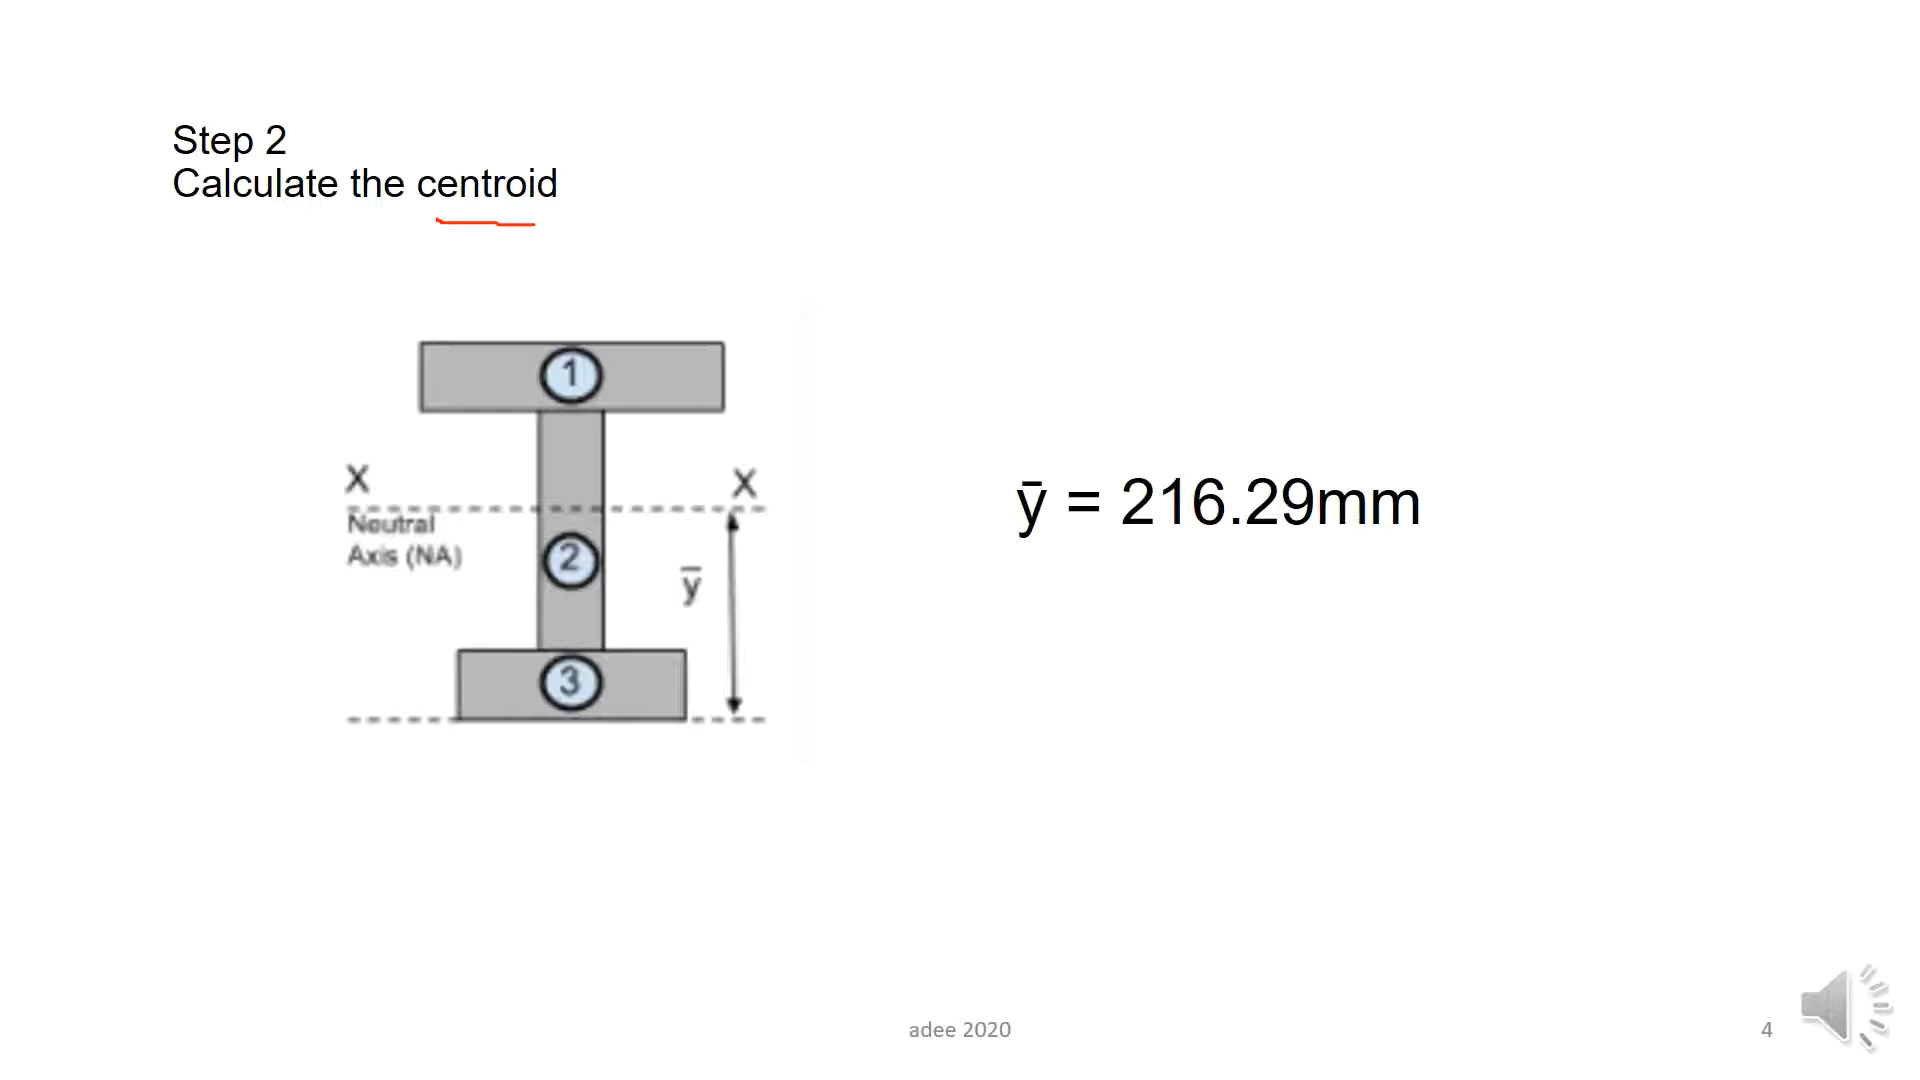 Step 2
Calculate the centroid
1
X
X
Neutral
Axis (NA)
2
ȳ
ȳ = 216.29mm
3
adee 2020
4